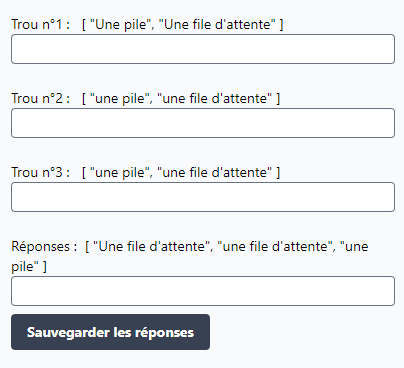 Trou n°1 : [ "Une pile", "Une file d'attente" ]
Trou n°2 : [ "une pile", "une file d'attente" ]
Trou n°3 : [ "une pile", "une file d'attente" ]
Réponses : [ "Une file d'attente", "une file d'attente", "une
pile" ]
Sauvegarder les réponses